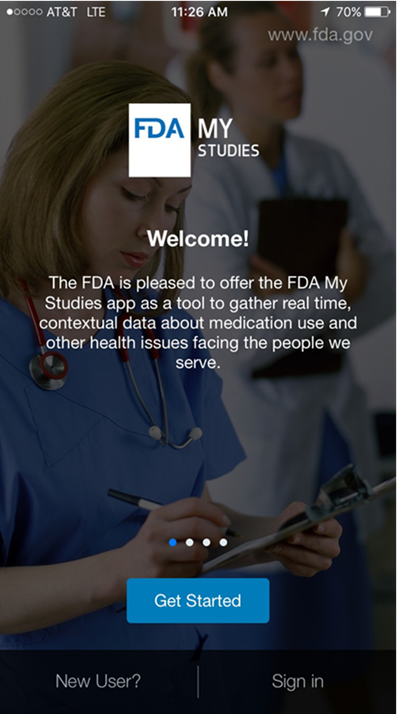 AT&T LTE 11:26 AM 70%
www.fda.gov
FDA MY
STUDIES
Welcome!
The FDA is pleased to offer the FDA My
Studies app as a tool to gather real time,
contextual data about medication use and
other health issues facing the people we
serve.
Get Started
New User? Sign in